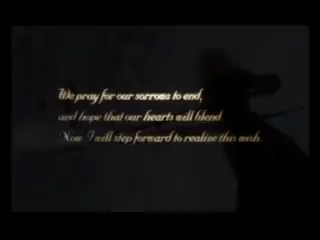 We pray for our sorrows to end,
and hope that our hearts will blend.
Now I will step forward to realize this wish.